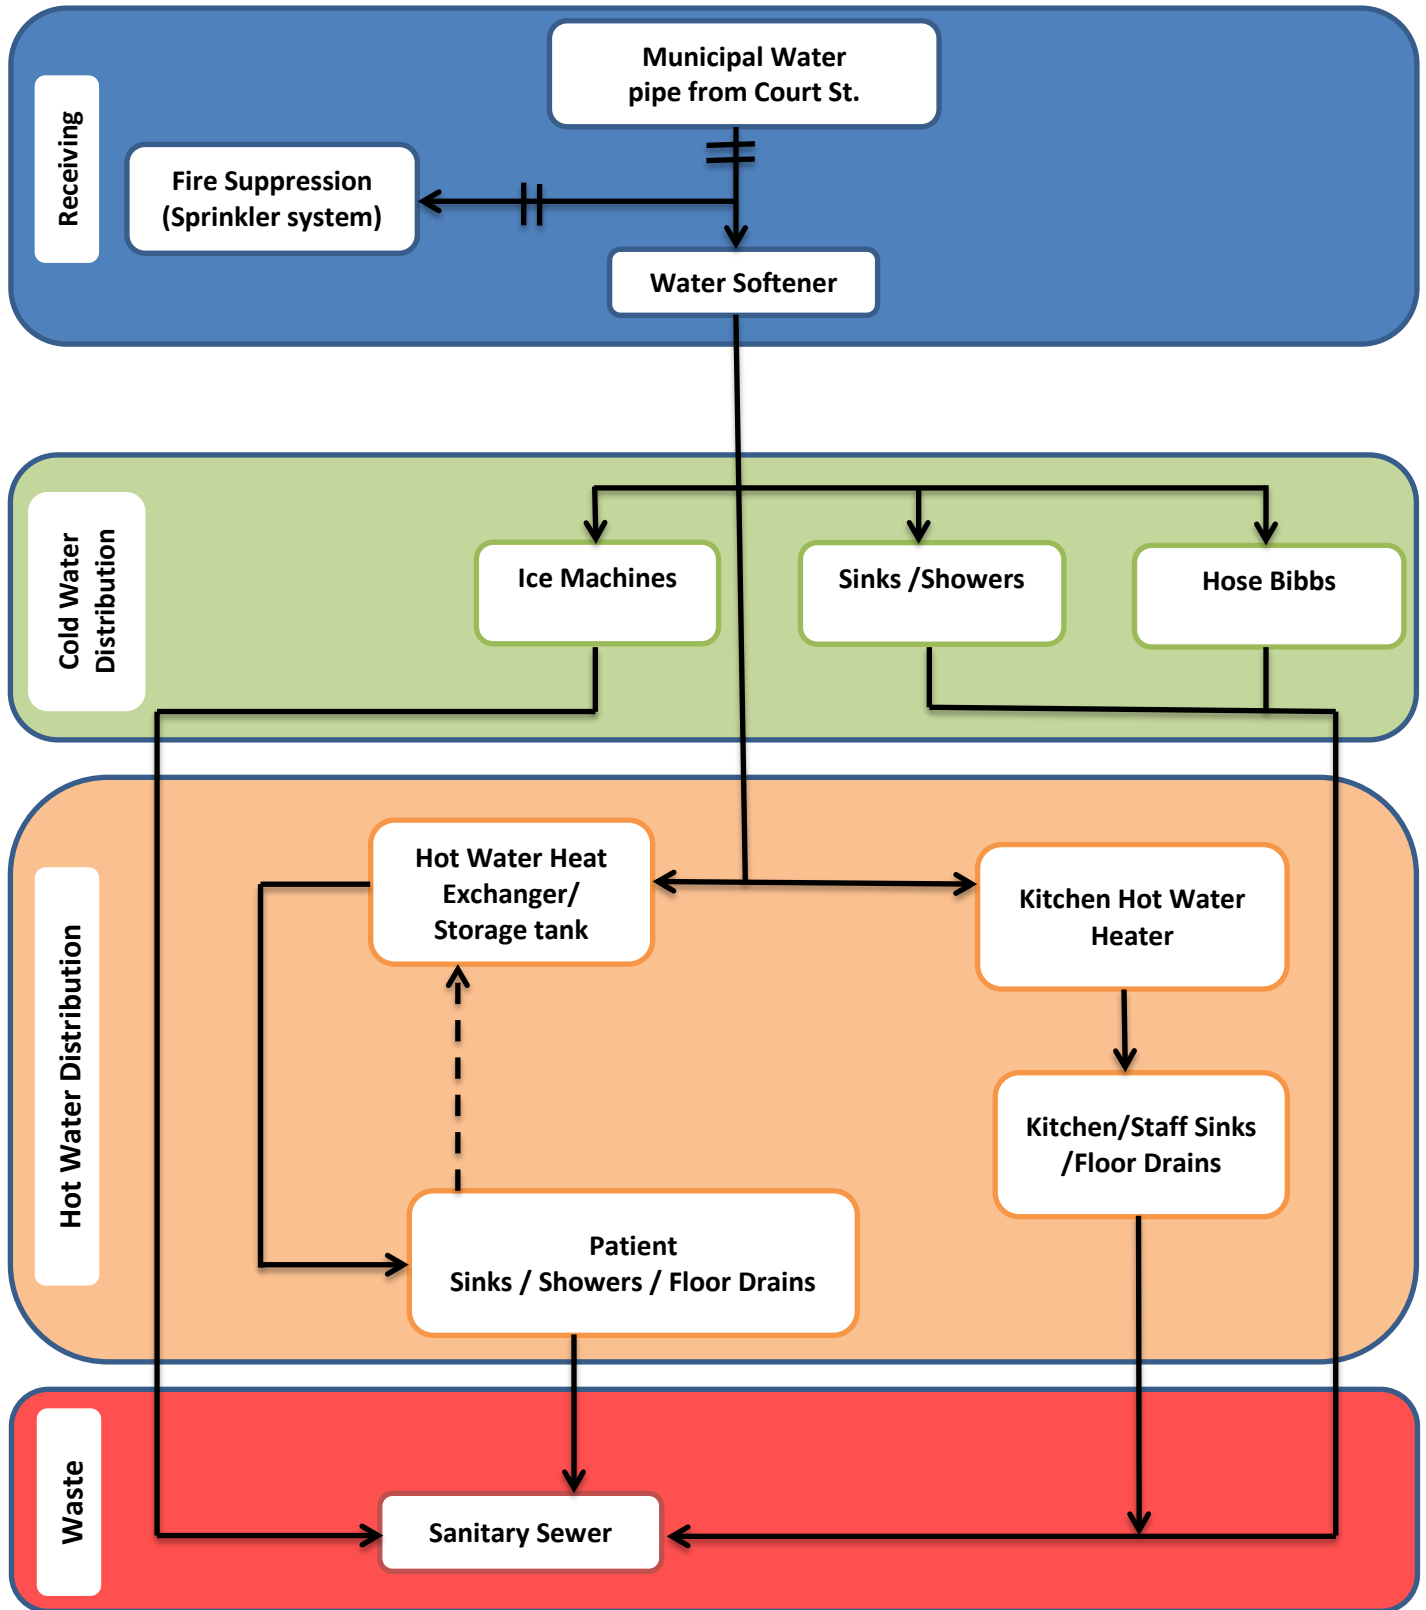 Receiving
Municipal Water
pipe from Court St.
Fire Suppression
(Sprinkler system)
Water Softener
Cold Water
Distribution
Ice Machines
Sinks /Showers
Hose Bibbs
Hot Water Distribution
Hot Water Heat
Exchanger/
Storage tank
Kitchen Hot Water
Heater
Kitchen/Staff Sinks
/Floor Drains
Patient
Sinks / Showers / Floor Drains
Waste
Sanitary Sewer